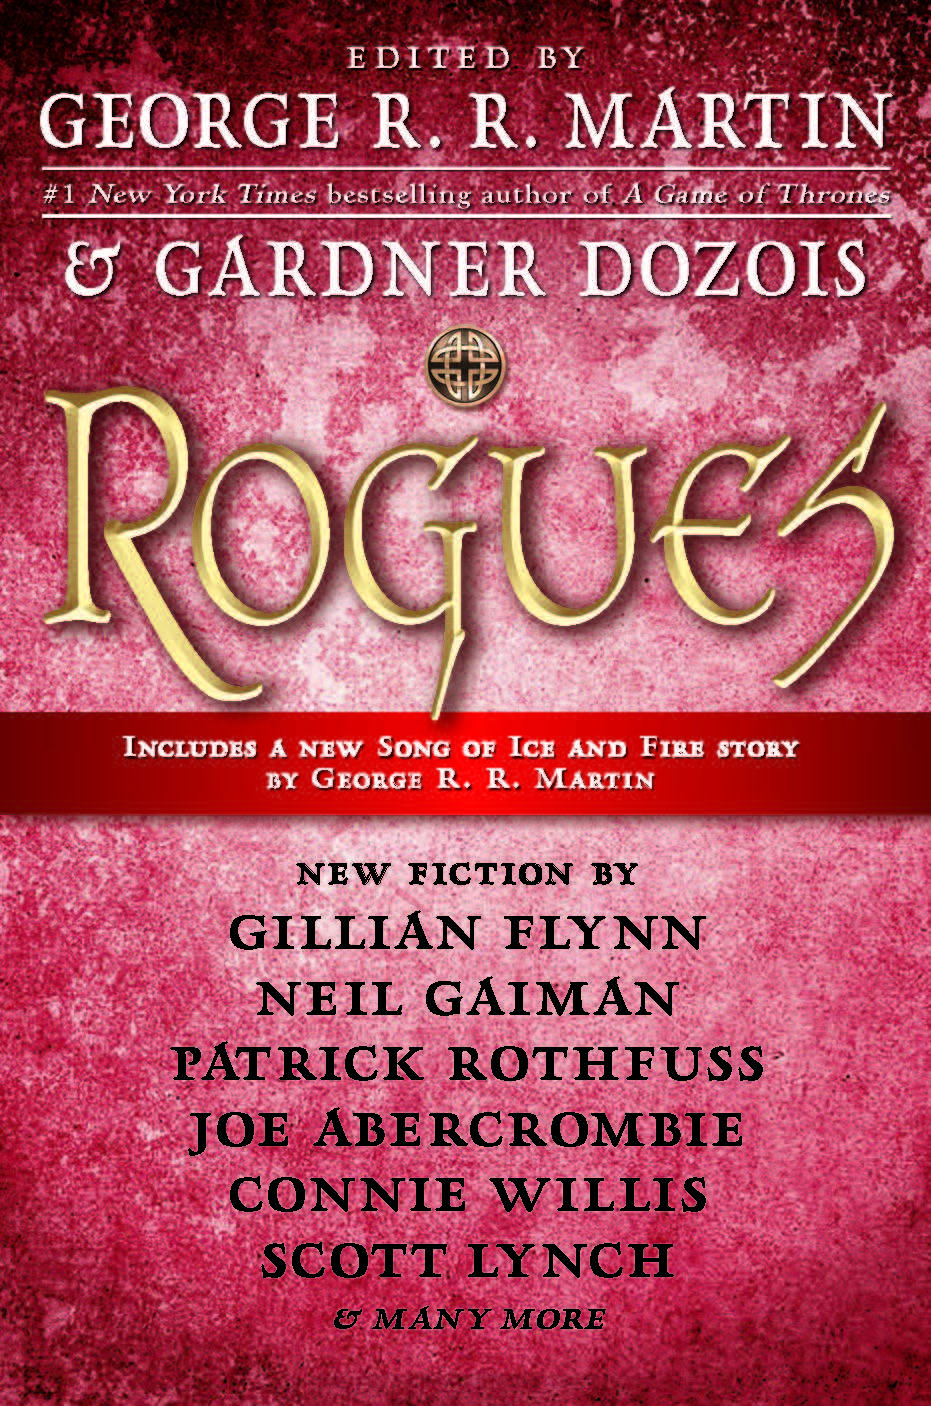 EDITED BY
GEORGE R. R. MARTIN
#1 New York Times bestselling author of A Game of Thrones
& GARDNER DOZOIS
ROGUES
INCLUDES A NEW SONG OF ICE AND FIRE STORY
BY GEORGE R. R. MARTIN
NEW FICTION BY
GILLIAN FLYNN
NEIL GAIMAN
PATRICK ROTHFUSS
JOE ABERCROMBIE
CONNIE WILLIS
SCOTT LYNCH
& MANY MORE